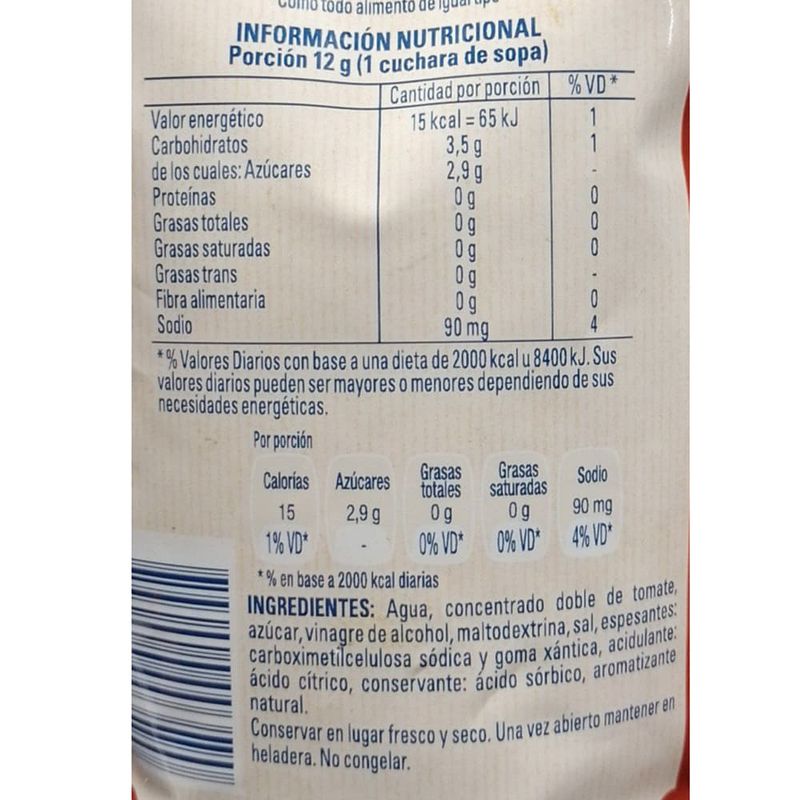 Como todo alimento de igual tipo
INFORMACIÓN NUTRICIONAL
Porción 12 g (1 cuchara de sopa)
Cantidad por porción % VD*
Valor energético 15 kcal = 65 kJ 1
Carbohidratos 3,5 g 1
de los cuales: Azúcares 2,9 g -
Proteínas 0 g 0
Grasas totales 0 g 0
Grasas saturadas 0 g 0
Grasas trans 0 g -
Fibra alimentaria 0 g 0
Sodio 90 mg 4
*% Valores Diarios con base a una dieta de 2000 kcal u 8400 kJ. Sus
valores diarios pueden ser mayores o menores dependiendo de sus
necesidades energéticas.
Por porción
Calorías Azúcares Grasas totales Grasas saturadas Sodio
15 2,9 g 0 g 0 g 90 mg
1% VD* - 0% VD* 0% VD* 4% VD*
*% en base a 2000 kcal diarias
INGREDIENTES: Agua, concentrado doble de tomate,
azúcar, vinagre de alcohol, maltodextrina, sal, espesantes:
carboximetilcelulosa sódica y goma xántica, acidulante:
ácido cítrico, conservante: ácido sórbico, aromatizante
natural.
Conservar en lugar fresco y seco. Una vez abierto mantener en
heladera. No congelar.